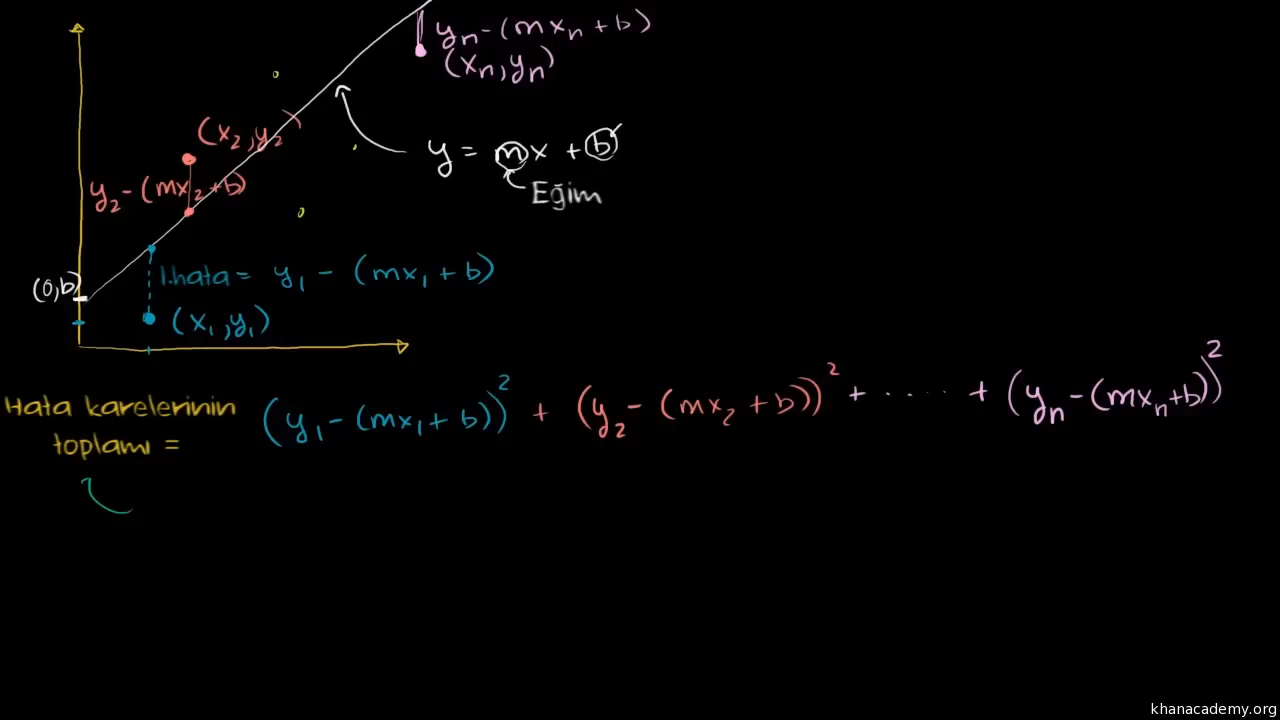 yₙ - (mxₙ + b)
(xₙ, yₙ)
(x₂, y₂)
y = mx + b
y₂ - (mx₂ + b)
Eğim
1.hata = y₁ - (mx₁ + b)
(0,b)
(x₁, y₁)
Hata karelerinin toplamı = (y₁ - (mx₁ + b))² + (y₂ - (mx₂ + b))² + ····· + (yₙ - (mxₙ + b))²
khanacademy.org